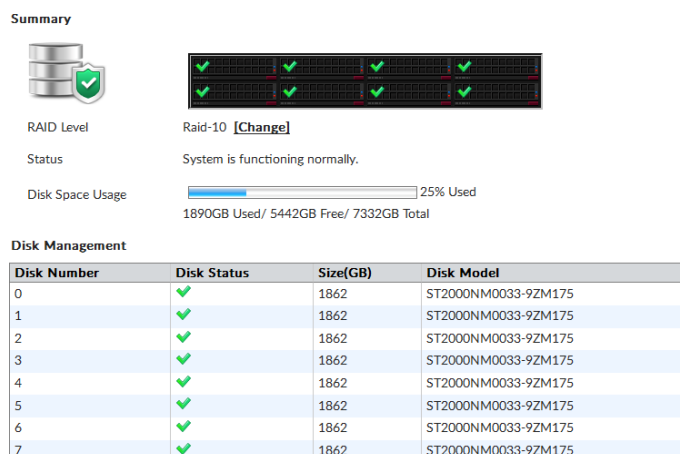 Summary
RAID Level Raid-10 [Change]
Status System is functioning normally.
Disk Space Usage 25% Used
1890GB Used/ 5442GB Free/ 7332GB Total
Disk Management
Disk Number Disk Status Size(GB) Disk Model
0 1862 ST2000NM0033-9ZM175
1 1862 ST2000NM0033-9ZM175
2 1862 ST2000NM0033-9ZM175
3 1862 ST2000NM0033-9ZM175
4 1862 ST2000NM0033-9ZM175
5 1862 ST2000NM0033-9ZM175
6 1862 ST2000NM0033-9ZM175
7 1862 ST2000NM0033-9ZM175